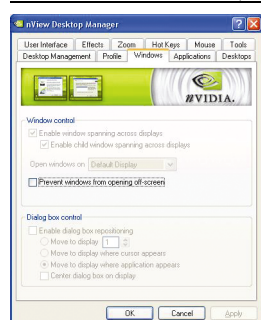 nView Desktop Manager
User Interface Effects Zoom Hot Keys Mouse Tools
Desktop Management Profile Windows Applications Desktops
NVIDIA.
Window control
Enable window spanning across displays
Enable child window spanning across displays
Open windows on Default Display
Prevent windows from opening off-screen
Dialog box control
Enable dialog box repositioning
Move to display 1
Move to display where cursor appears
Move to display where application appears
Center dialog box on display
OK Cancel Apply